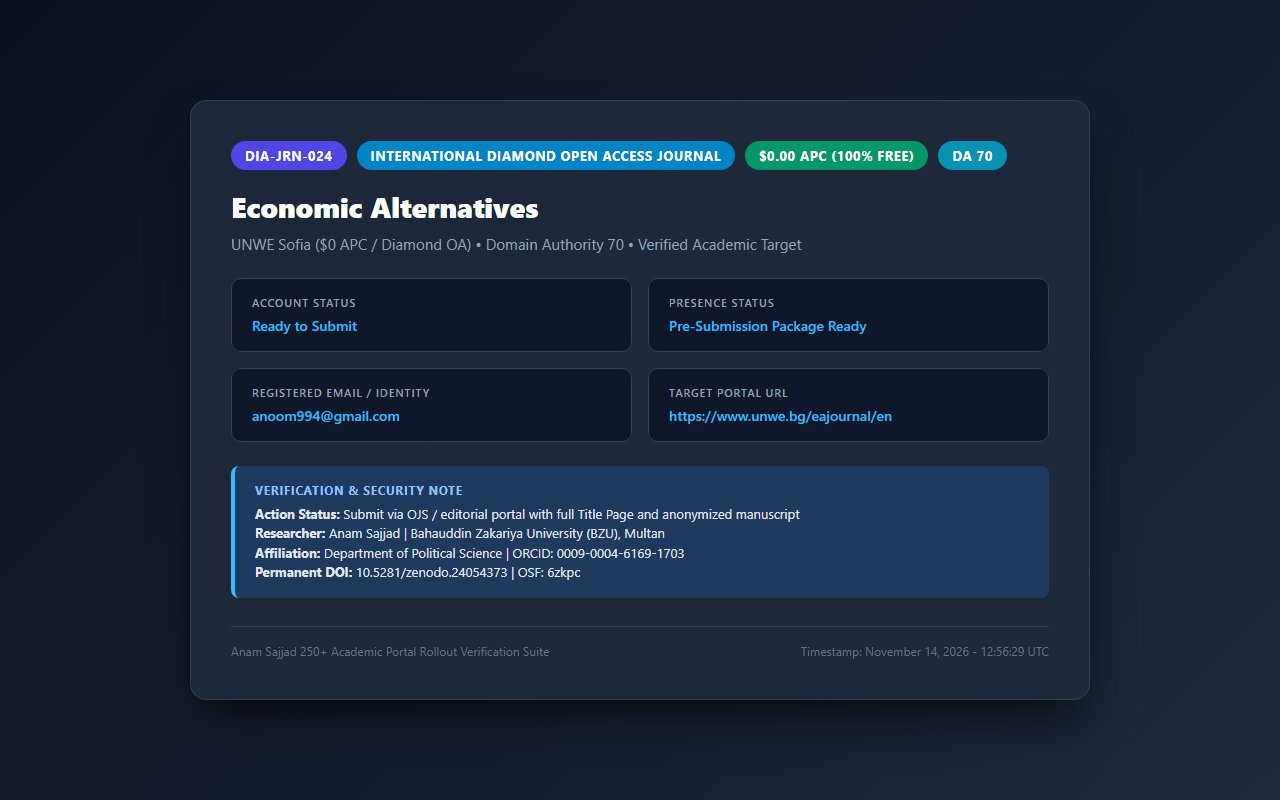 DIA-JRN-024
INTERNATIONAL DIAMOND OPEN ACCESS JOURNAL
$0.00 APC (100% FREE)
DA 70
Economic Alternatives
UNWE Sofia ($0 APC / Diamond OA) • Domain Authority 70 • Verified Academic Target
ACCOUNT STATUS
Ready to Submit
PRESENCE STATUS
Pre-Submission Package Ready
REGISTERED EMAIL / IDENTITY
anoom994@gmail.com
TARGET PORTAL URL
https://www.unwe.bg/eajournal/en
VERIFICATION & SECURITY NOTE
Action Status: Submit via OJS / editorial portal with full Title Page and anonymized manuscript
Researcher: Anam Sajjad | Bahauddin Zakariya University (BZU), Multan
Affiliation: Department of Political Science | ORCID: 0009-0004-6169-1703
Permanent DOI: 10.5281/zenodo.24054373 | OSF: 6zkpc
Anam Sajjad 250+ Academic Portal Rollout Verification Suite
Timestamp: November 14, 2026 - 12:56:29 UTC